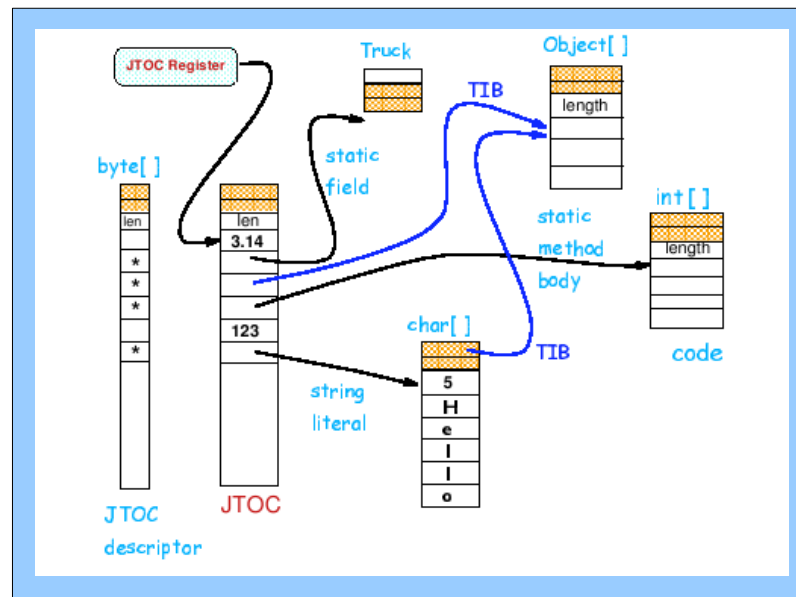 Truck
Object[ ]
JTOC Register
TIB
length
byte[ ]
static
field
int[ ]
len
len
static
method
body
3.14
length
*
*
*
123
char[ ]
*
TIB
code
string
literal
5
H
e
l
l
o
JTOC
descriptor
JTOC